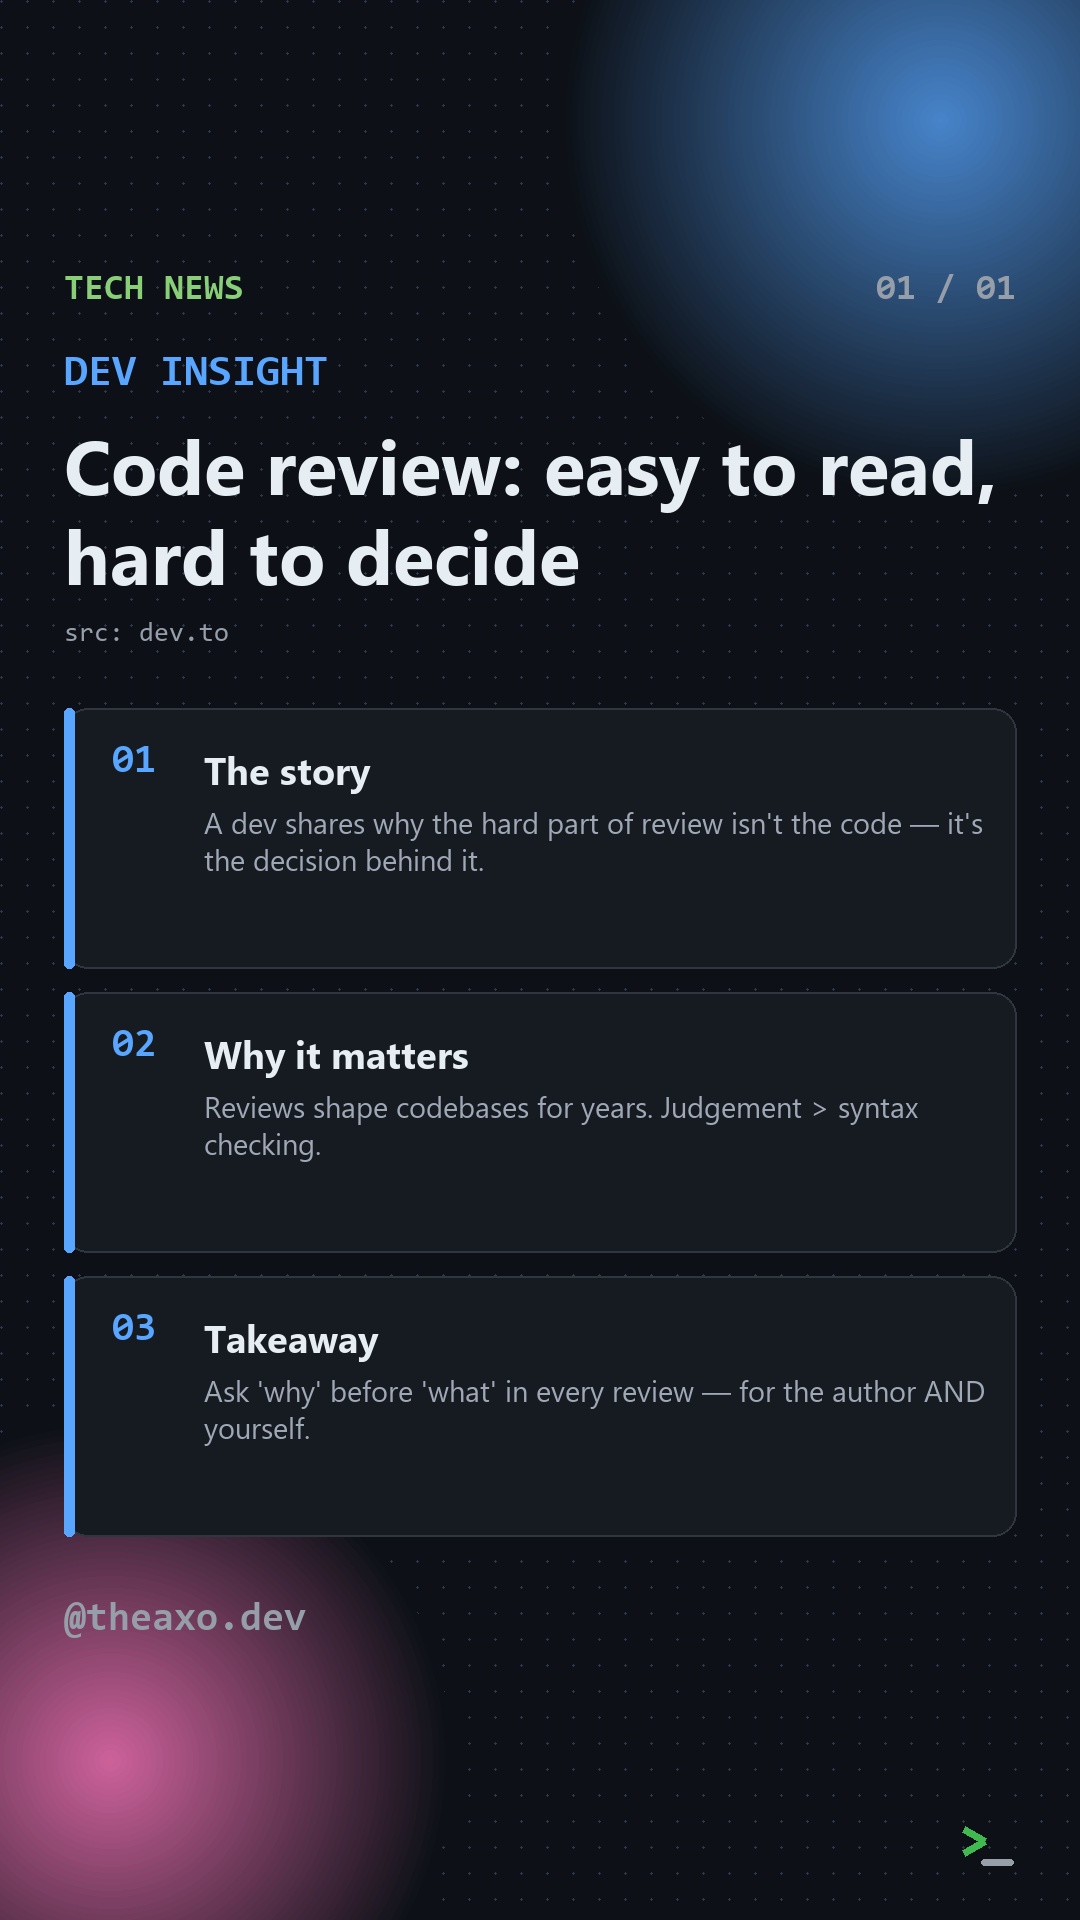 TECH NEWS
01 / 01
DEV INSIGHT
Code review: easy to read,
hard to decide
src: dev.to
01
The story
A dev shares why the hard part of review isn't the code — it's
the decision behind it.
02
Why it matters
Reviews shape codebases for years. Judgement > syntax
checking.
03
Takeaway
Ask 'why' before 'what' in every review — for the author AND
yourself.
@theaxo.dev
>_